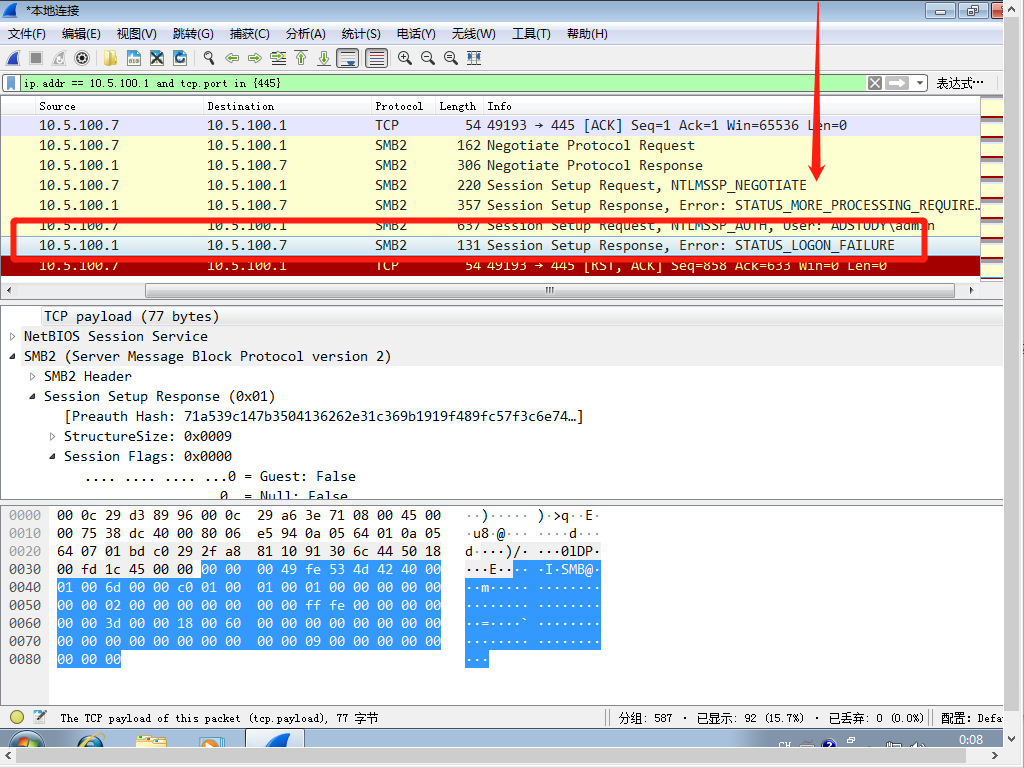 *本地连接
文件(F) 编辑(E) 视图(V) 跳转(G) 捕获(C) 分析(A) 统计(S) 电话(Y) 无线(W) 工具(T) 帮助(H)
ip.addr == 10.5.100.1 and tcp.port in {445} 表达式…
Source Destination Protocol Length Info
10.5.100.7 10.5.100.1 TCP 54 49193 → 445 [ACK] Seq=1 Ack=1 Win=65536 Len=0
10.5.100.7 10.5.100.1 SMB2 162 Negotiate Protocol Request
10.5.100.1 10.5.100.7 SMB2 306 Negotiate Protocol Response
10.5.100.7 10.5.100.1 SMB2 220 Session Setup Request, NTLMSSP_NEGOTIATE
10.5.100.1 10.5.100.7 SMB2 357 Session Setup Response, Error: STATUS_MORE_PROCESSING_REQUIRE…
10.5.100.7 10.5.100.1 SMB2 637 Session Setup Request, NTLMSSP_AUTH, User: ADSTUDY\admin
10.5.100.1 10.5.100.7 SMB2 131 Session Setup Response, Error: STATUS_LOGON_FAILURE
10.5.100.7 10.5.100.1 TCP 54 49193 → 445 [RST, ACK] Seq=858 Ack=633 Win=0 Len=0
TCP payload (77 bytes)
NetBIOS Session Service
SMB2 (Server Message Block Protocol version 2)
SMB2 Header
Session Setup Response (0x01)
[Preauth Hash: 71a539c147b3504136262e31c369b1919f489fc57f3c6e74…]
StructureSize: 0x0009
Session Flags: 0x0000
.... .... .... ...0 = Guest: False
0. = Null: False
0000 00 0c 29 d3 89 96 00 0c 29 a6 3e 71 08 00 45 00 ··)····· )·>q··E·
0010 00 75 38 dc 40 00 80 06 e5 94 0a 05 64 01 0a 05 ·u8·@··· ····d···
0020 64 07 01 bd c0 29 2f a8 81 10 91 30 6c 44 50 18 d····)/· ···0lDP·
0030 00 fd 1c 45 00 00 00 00 00 49 fe 53 4d 42 40 00 ···E···· ·I·SMB@·
0040 01 00 6d 00 00 c0 01 00 01 00 01 00 00 00 00 00 ··m····· ········
0050 00 00 02 00 00 00 00 00 00 00 ff fe 00 00 00 00 ········ ········
0060 00 00 3d 00 00 18 00 60 00 00 00 00 00 00 00 00 ··=····` ········
0070 00 00 00 00 00 00 00 00 00 00 09 00 00 00 00 00 ········ ········
0080 00 00 00 ···
The TCP payload of this packet (tcp.payload), 77 字节 分组: 587 · 已显示: 92 (15.7%) · 已丢弃: 0 (0.0%) 配置: Defa
CH 0:08